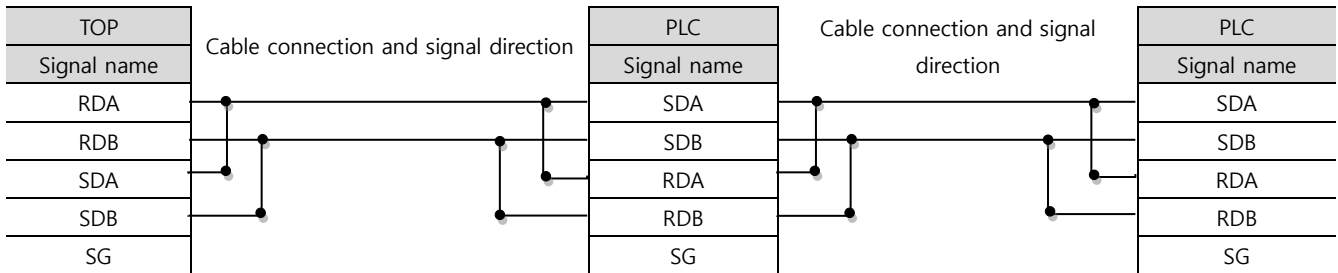 TOP
Cable connection and signal direction
PLC
Cable connection and signal
direction
PLC
Signal name
Signal name
Signal name
RDA
SDA
SDA
RDB
SDB
SDB
SDA
RDA
RDA
SDB
RDB
RDB
SG
SG
SG